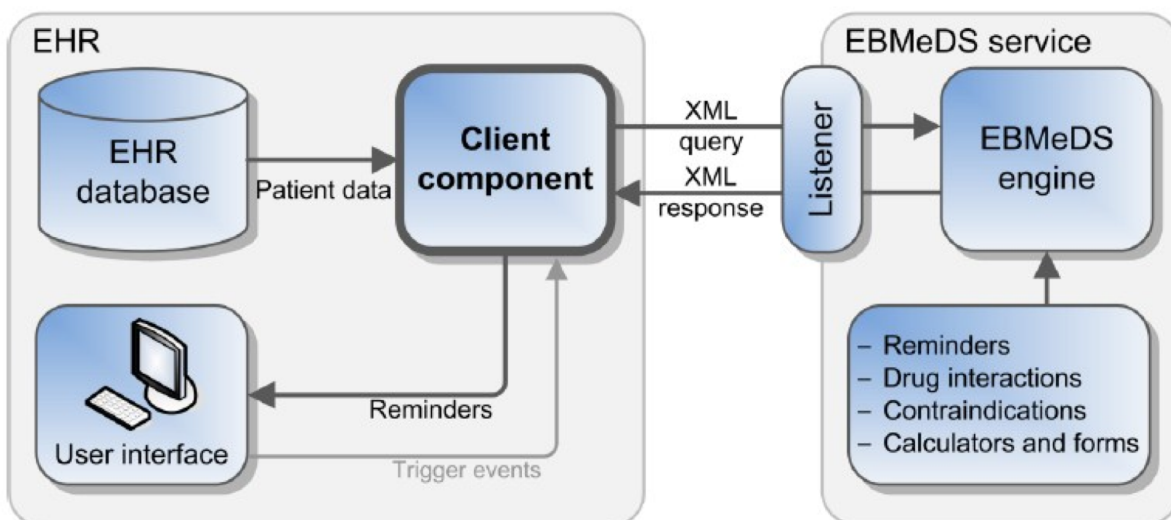 EHR
EHR
database
Patient data
Client
component
User interface
Reminders
Trigger events
XML
query
XML
response
EBMeDS service
Listener
EBMeDS
engine
– Reminders
– Drug interactions
– Contraindications
– Calculators and forms